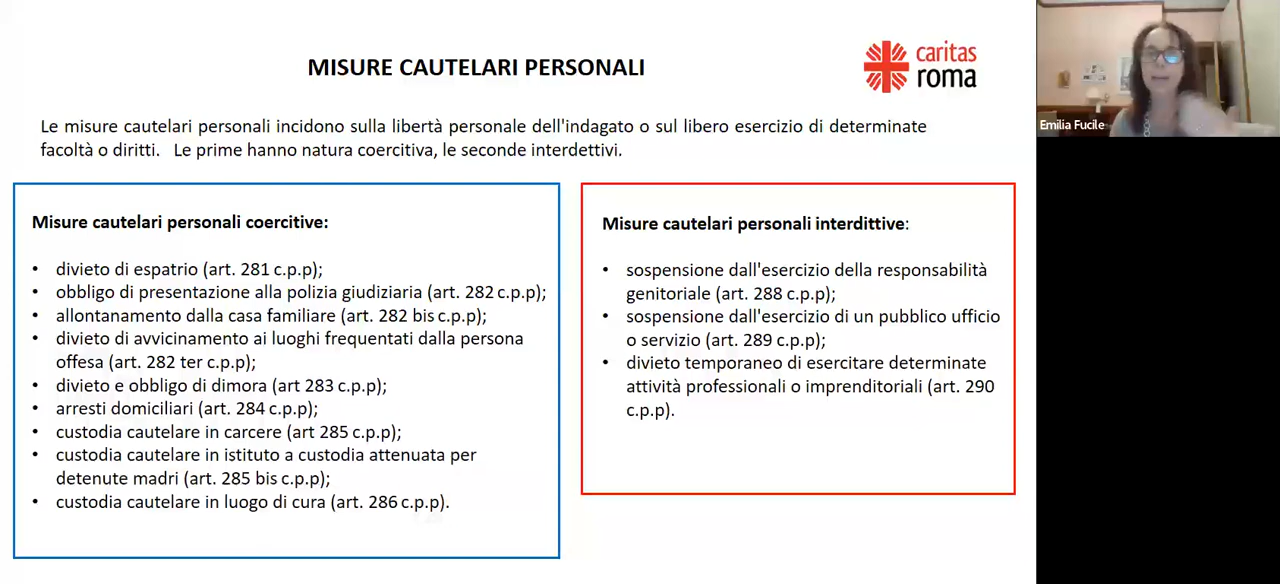 MISURE CAUTELARI PERSONALI
caritas
roma
Emilia Fucile
Le misure cautelari personali incidono sulla libertà personale dell'indagato o sul libero esercizio di determinate
facoltà o diritti. Le prime hanno natura coercitiva, le seconde interdettivi.
Misure cautelari personali coercitive:
• divieto di espatrio (art. 281 c.p.p);
• obbligo di presentazione alla polizia giudiziaria (art. 282 c.p.p);
• allontanamento dalla casa familiare (art. 282 bis c.p.p);
• divieto di avvicinamento ai luoghi frequentati dalla persona
offesa (art. 282 ter c.p.p);
• divieto e obbligo di dimora (art 283 c.p.p);
• arresti domiciliari (art. 284 c.p.p);
• custodia cautelare in carcere (art 285 c.p.p);
• custodia cautelare in istituto a custodia attenuata per
detenute madri (art. 285 bis c.p.p);
• custodia cautelare in luogo di cura (art. 286 c.p.p).
Misure cautelari personali interdittive:
• sospensione dall'esercizio della responsabilità
genitoriale (art. 288 c.p.p);
• sospensione dall'esercizio di un pubblico ufficio
o servizio (art. 289 c.p.p);
• divieto temporaneo di esercitare determinate
attività professionali o imprenditoriali (art. 290
c.p.p).